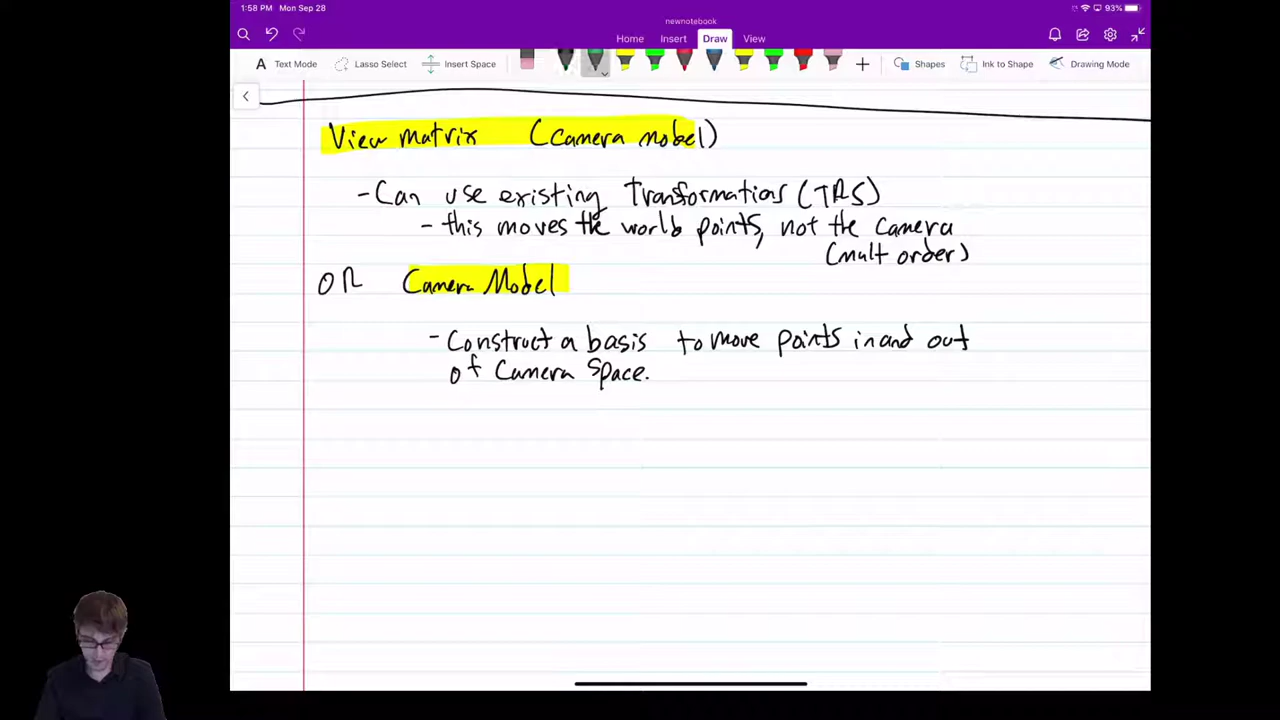 1:58 PM Mon Sep 28
93%
newnotebook
Home Insert Draw View
Text Mode Lasso Select Insert Space Shapes Ink to Shape Drawing Mode
View matrix (Camera model)
- Can use existing Transformations (TRS)
- this moves the world points, not the camera
(mult order)
OR Camera Model
- Construct a basis to move points in and out
of Camera Space.